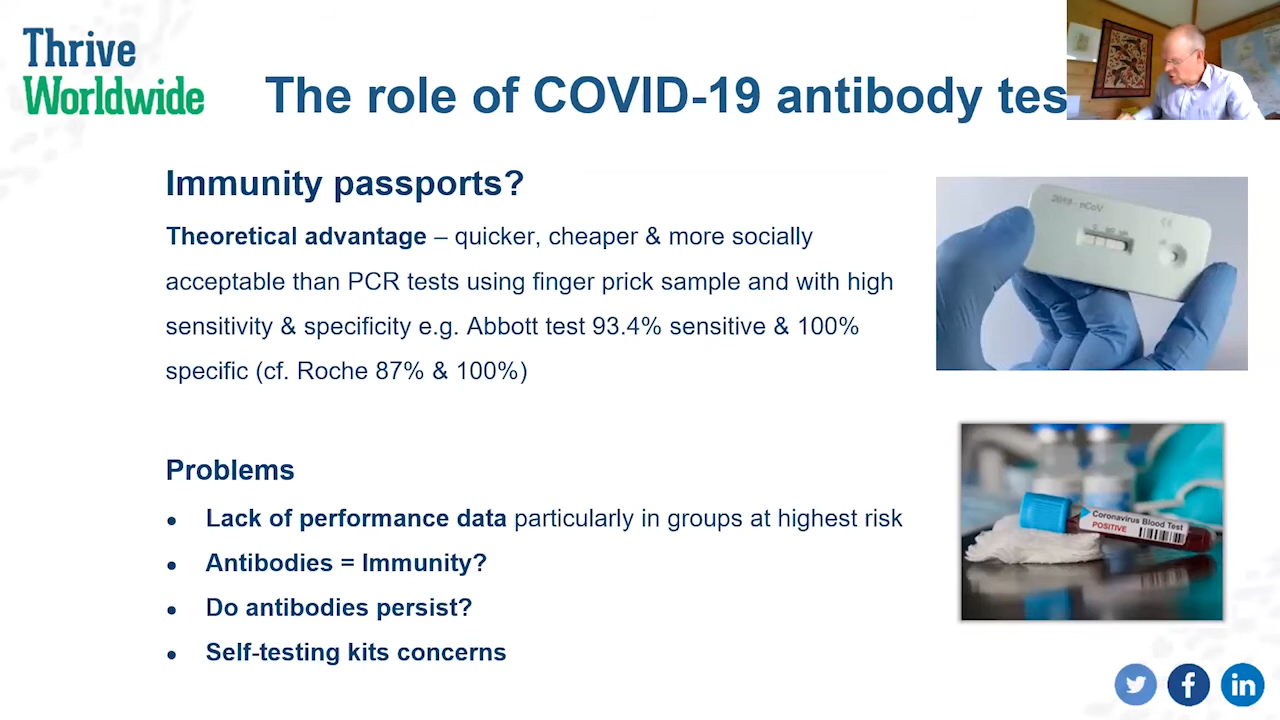 Thrive
Worldwide
The role of COVID-19 antibody tes
Immunity passports?
Theoretical advantage – quicker, cheaper & more socially
acceptable than PCR tests using finger prick sample and with high
sensitivity & specificity e.g. Abbott test 93.4% sensitive & 100%
specific (cf. Roche 87% & 100%)
2019 - nCoV
Problems
● Lack of performance data particularly in groups at highest risk
● Antibodies = Immunity?
● Do antibodies persist?
● Self-testing kits concerns
Coronavirus Blood Test
POSITIVE